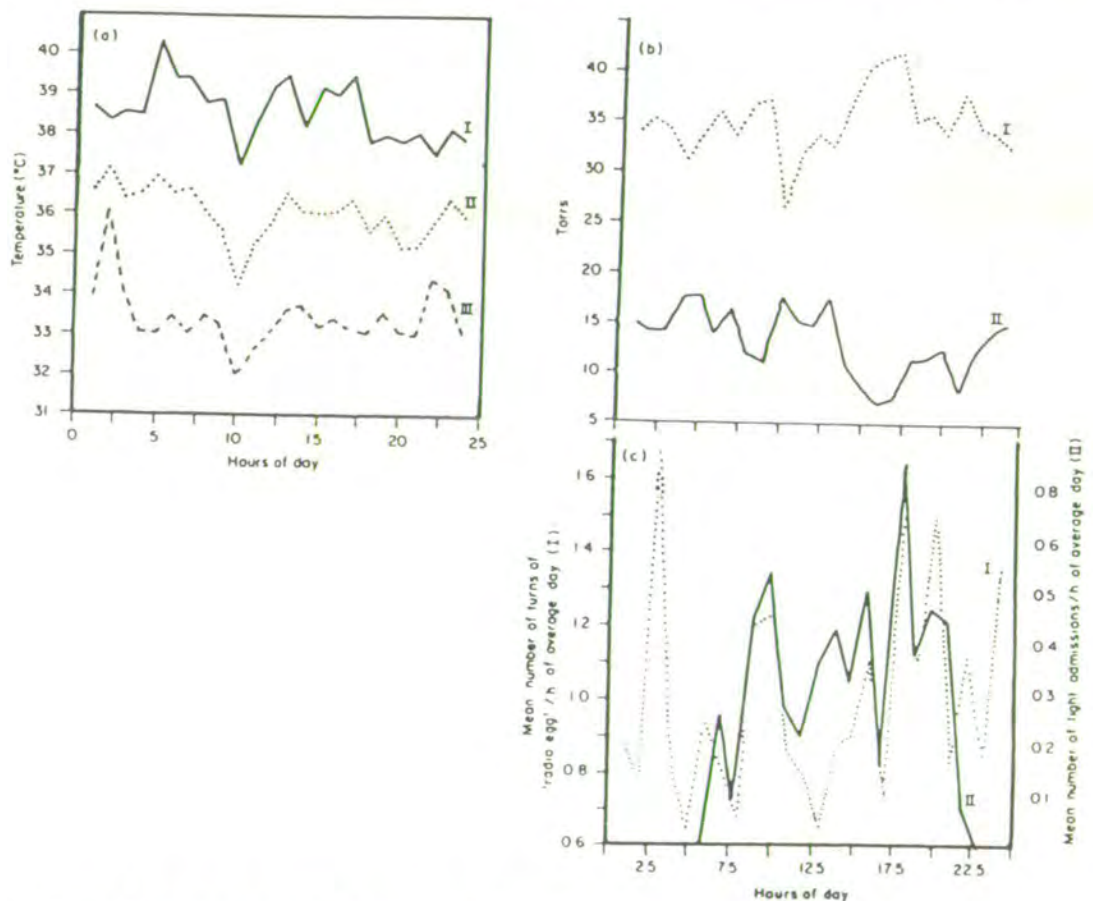 (a)
Temperature (°C)
40
39
38
37
36
35
34
33
32
31
I
II
III
0 5 10 15 20 25
Hours of day
(b)
Torrs
40
35
30
25
20
15
10
5
I
II
(c)
Mean number of turns of
'radio egg'/h of average day (I)
1.6
1.4
1.2
1.0
0.8
0.6
I
II
0.8
0.6
0.5
0.4
0.3
0.2
0.1
Mean number of light admissions/h of average day (II)
2.5 7.5 12.5 17.5 22.5
Hours of day